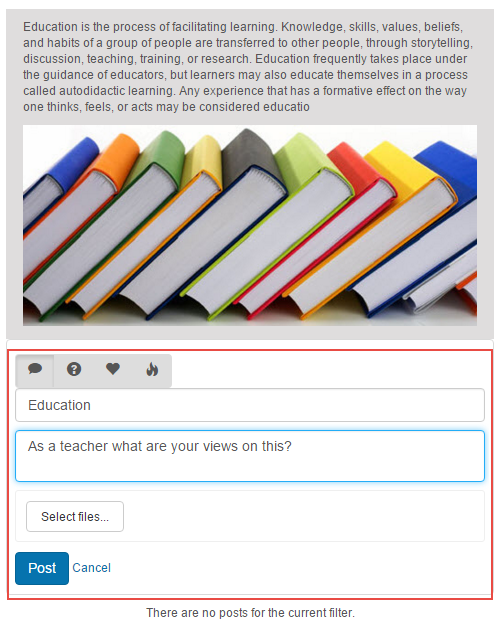 Education is the process of facilitating learning. Knowledge, skills, values, beliefs,
and habits of a group of people are transferred to other people, through storytelling,
discussion, teaching, training, or research. Education frequently takes place under
the guidance of educators, but learners may also educate themselves in a process
called autodidactic learning. Any experience that has a formative effect on the way
one thinks, feels, or acts may be considered educatio
Education
As a teacher what are your views on this?
Select files...
Post Cancel
There are no posts for the current filter.